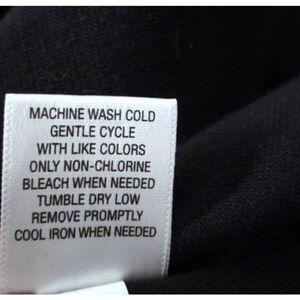 MACHINE WASH COLD
GENTLE CYCLE
WITH LIKE COLORS
ONLY NON-CHLORINE
BLEACH WHEN NEEDED
TUMBLE DRY LOW
REMOVE PROMPTLY
COOL IRON WHEN NEEDED